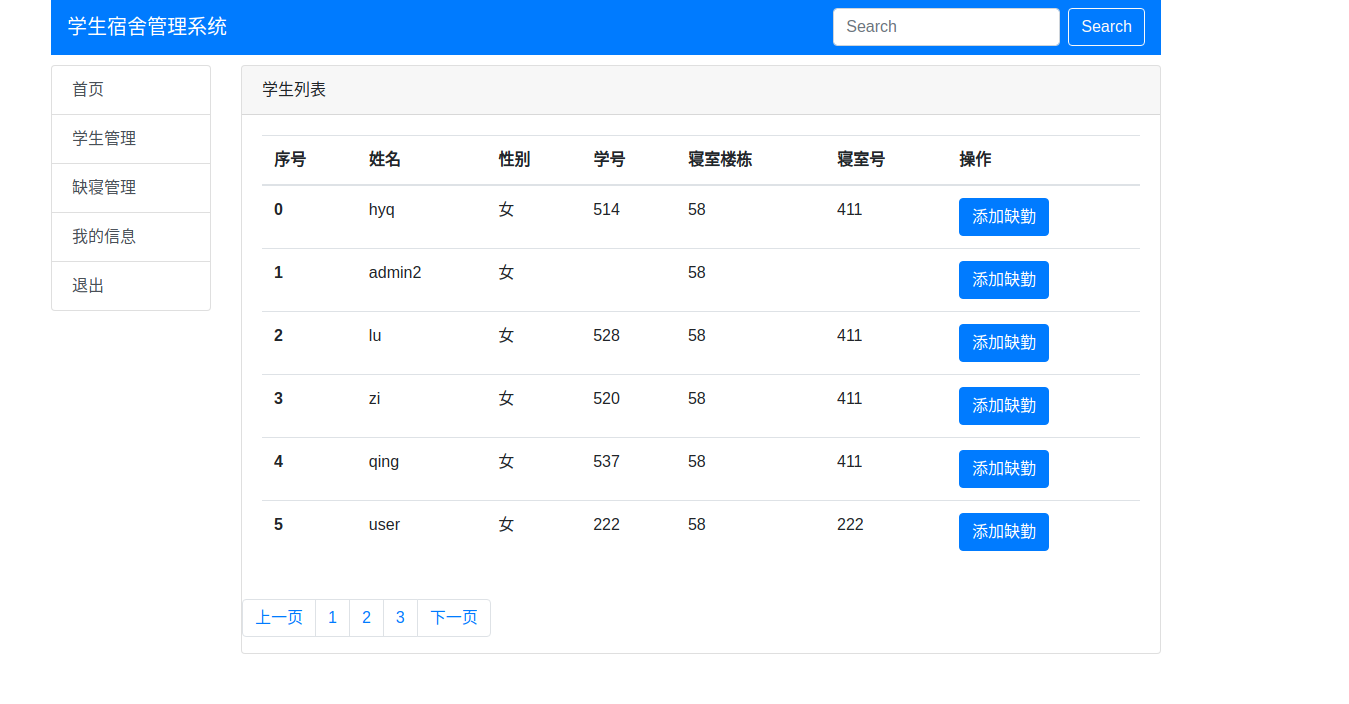 学生宿舍管理系统 Search Search
首页
学生管理
缺寝管理
我的信息
退出
学生列表
序号 姓名 性别 学号 寝室楼栋 寝室号 操作
0 hyq 女 514 58 411 添加缺勤
1 admin2 女 58 添加缺勤
2 lu 女 528 58 411 添加缺勤
3 zi 女 520 58 411 添加缺勤
4 qing 女 537 58 411 添加缺勤
5 user 女 222 58 222 添加缺勤
上一页 1 2 3 下一页